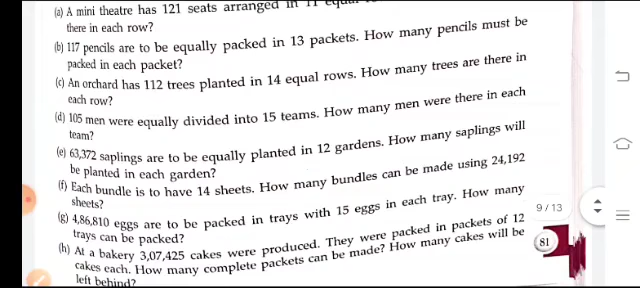 (a) A mini theatre has 121 seats arranged in 11
there in each row?
(b) 117 pencils are to be equally packed in 13 packets. How many pencils must be
packed in each packet?
(c) An orchard has 112 trees planted in 14 equal rows. How many trees are there in
each row?
(d) 105 men were equally divided into 15 teams. How many men were there in each
team?
(e) 63,372 saplings are to be equally planted in 12 gardens. How many saplings will
be planted in each garden?
(f) Each bundle is to have 14 sheets. How many bundles can be made using 24,192
sheets?
(g) 4,86,810 eggs are to be packed in trays with 15 eggs in each tray. How many
trays can be packed?
(h) At a bakery 3,07,425 cakes were produced. They were packed in packets of 12
cakes each. How many complete packets can be made? How many cakes will be
left behind?
9/13
81